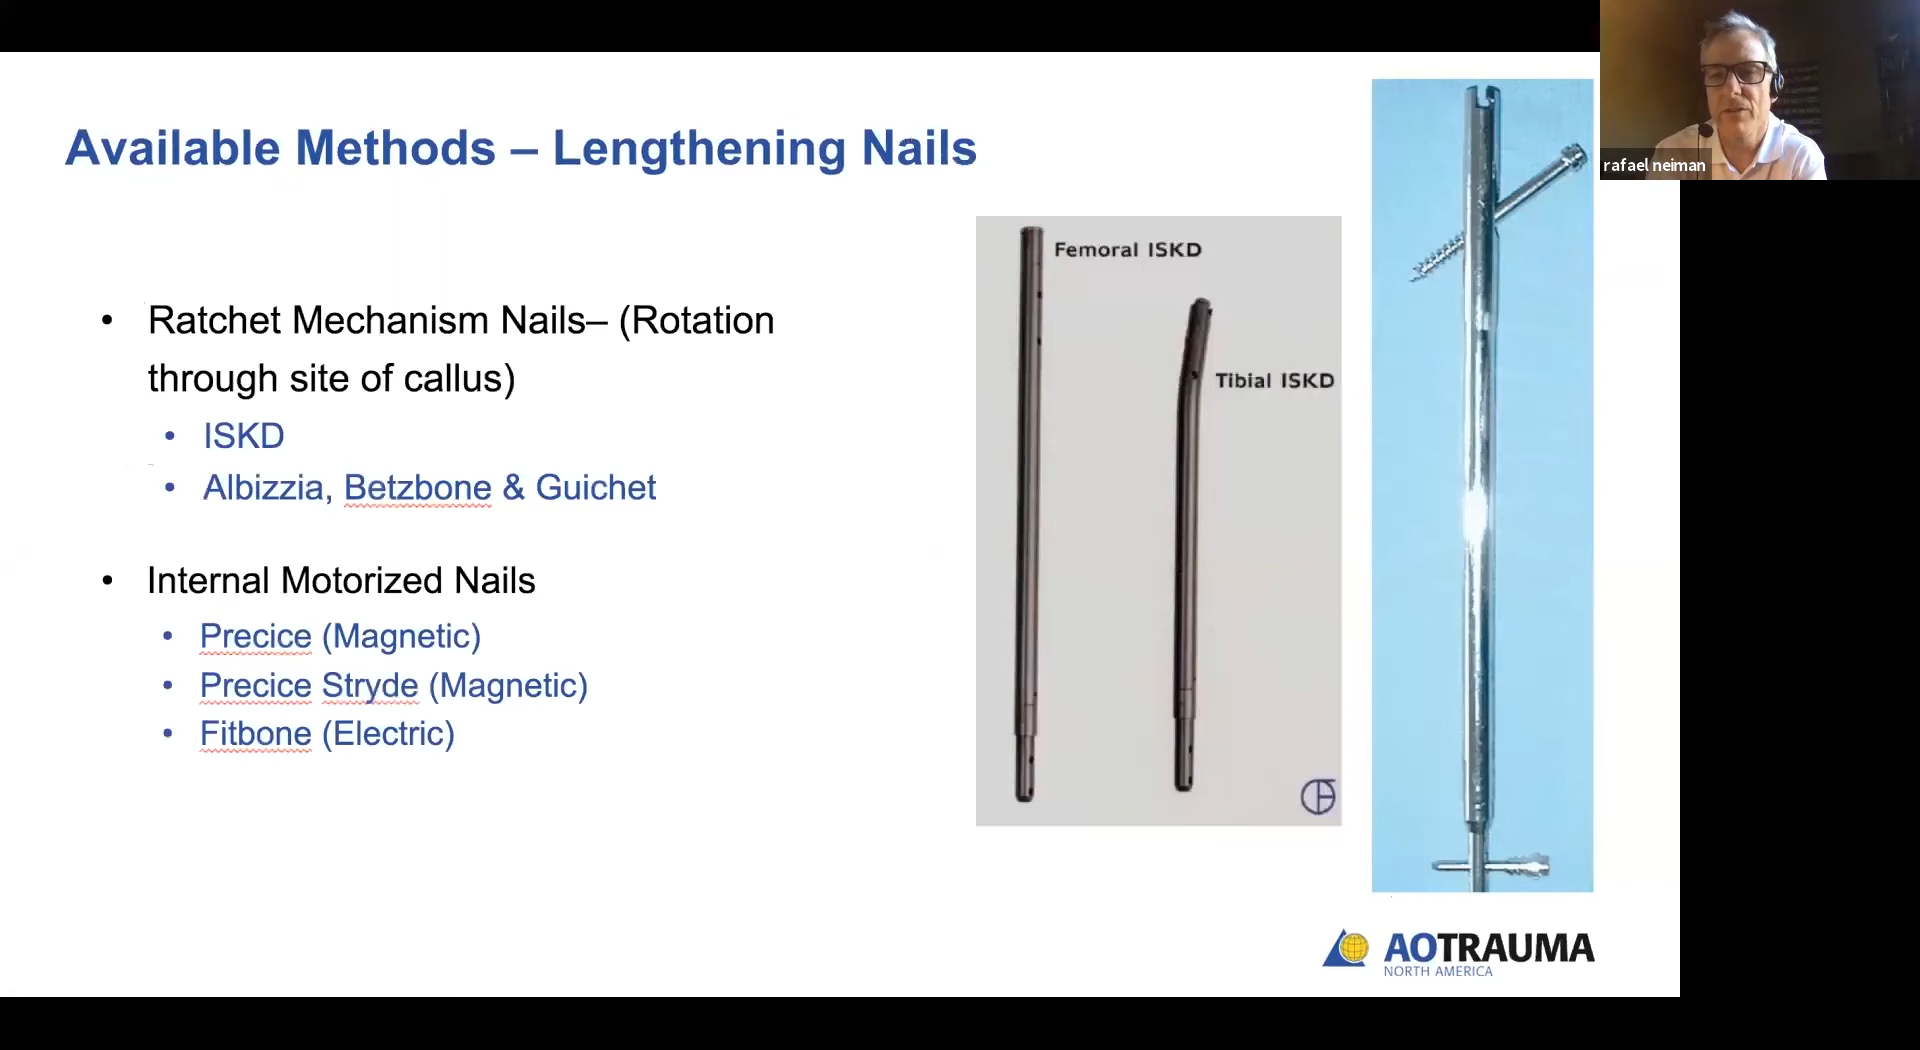 rafael neiman
Available Methods – Lengthening Nails
• Ratchet Mechanism Nails– (Rotation
through site of callus)
• ISKD
• Albizzia, Betzbone & Guichet
• Internal Motorized Nails
• Precice (Magnetic)
• Precice Stryde (Magnetic)
• Fitbone (Electric)
Femoral ISKD
Tibial ISKD
AOTRAUMA
NORTH AMERICA